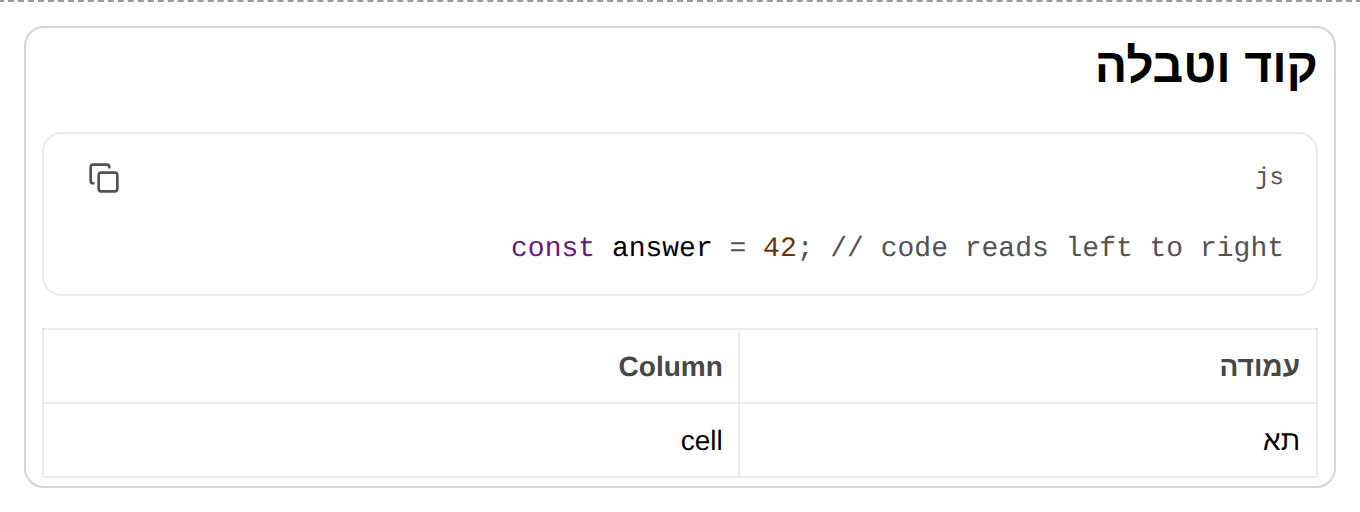 קוד וטבלה
js
const answer = 42; // code reads left to right
עמודה Column
תא cell